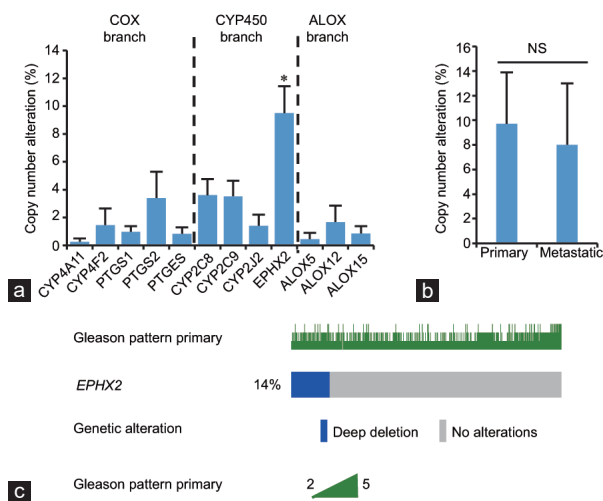 COX branch
CYP450 branch
ALOX branch
Copy number alteration (%)
14
12
10
8
6
4
2
0
*
CYP4A11
CYP4F2
PTGS1
PTGS2
PTGES
CYP2C8
CYP2C9
CYP2J2
EPHX2
ALOX5
ALOX12
ALOX15
a
NS
Copy number alteration (%)
16
14
12
10
8
6
4
2
0
Primary
Metastatic
b
Gleason pattern primary
EPHX2 14%
Genetic alteration Deep deletion No alterations
Gleason pattern primary 2 5
c